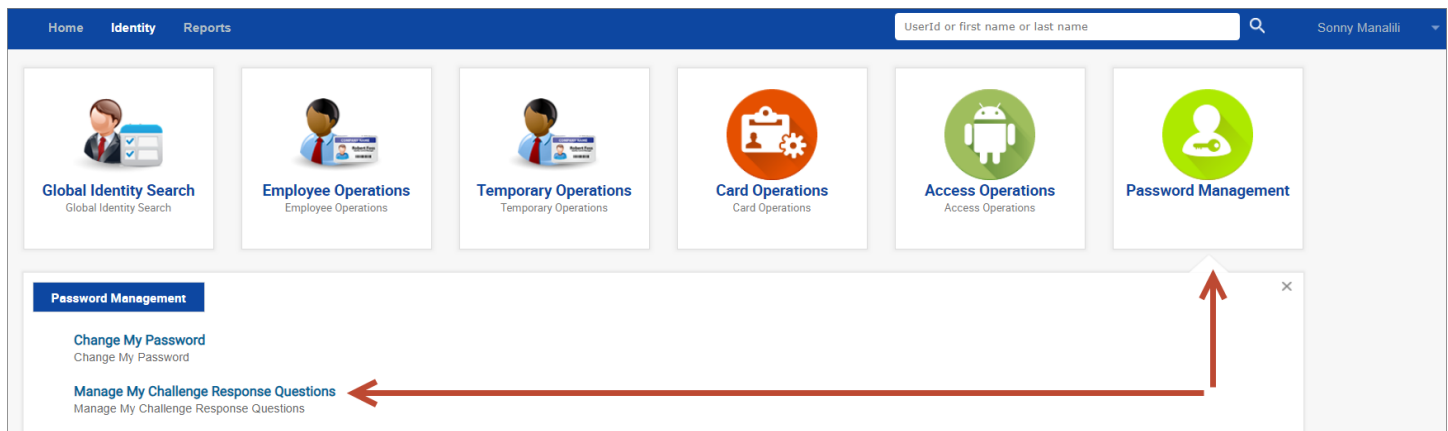 Home Identity Reports UserId or first name or last name Sonny Manalili
Global Identity Search
Global Identity Search
Employee Operations
Employee Operations
Temporary Operations
Temporary Operations
Card Operations
Card Operations
Access Operations
Access Operations
Password Management
Password Management
Change My Password
Change My Password
Manage My Challenge Response Questions
Manage My Challenge Response Questions